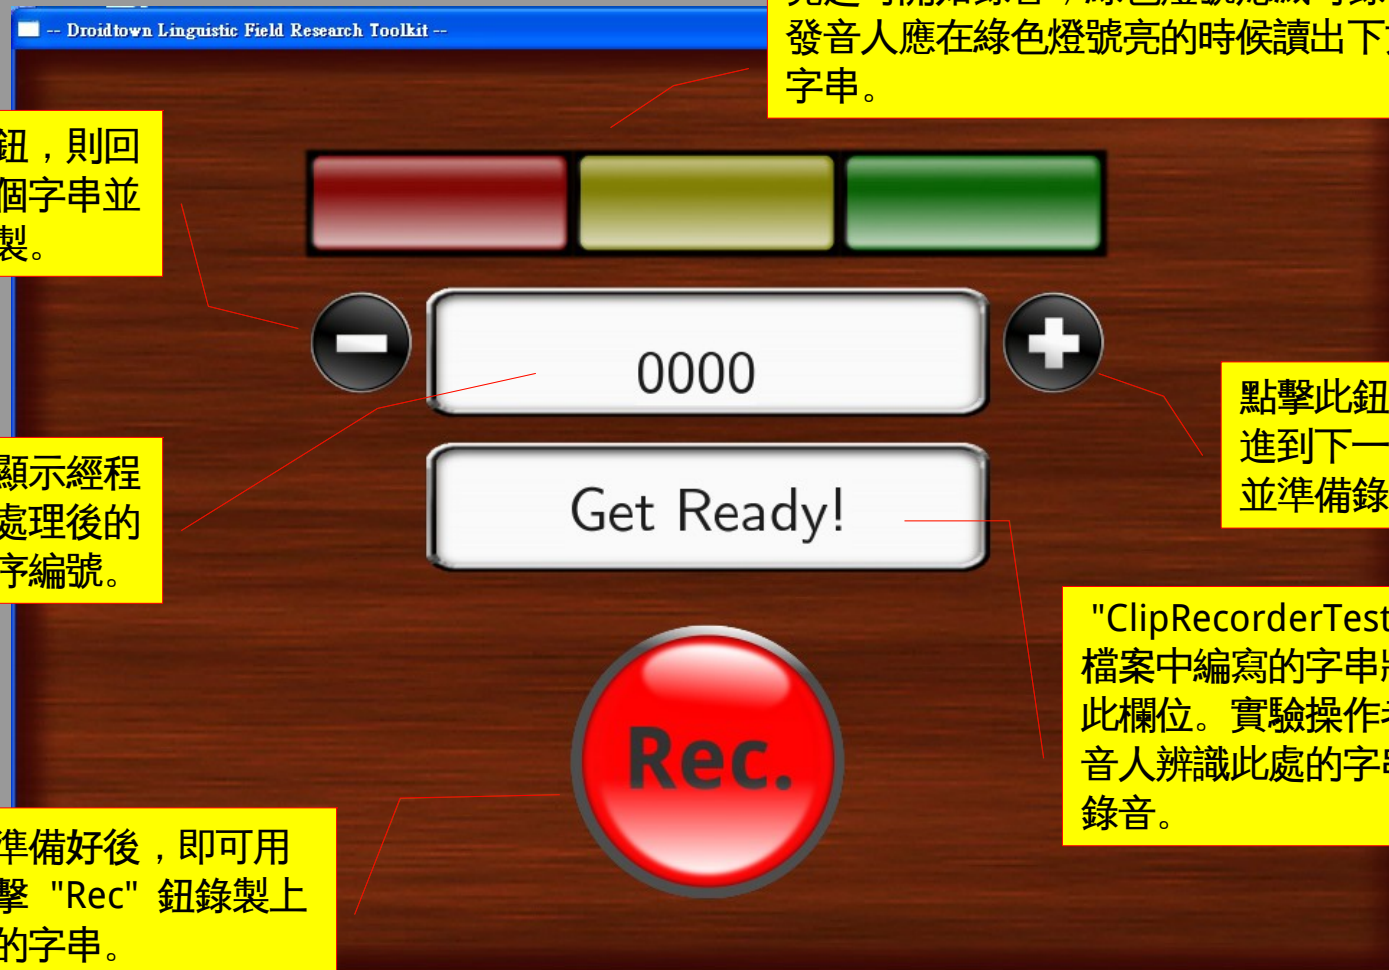 -- Droidtown Linguistic Field Research Toolkit --
發音人應在綠色燈號亮的時候讀出下
字串。
鈕，則回
個字串並
製。
0000
點擊此鈕
進到下一
並準備錄
顯示經程
處理後的
序編號。
Get Ready!
"ClipRecorderTest
檔案中編寫的字串
此欄位。實驗操作
音人辨識此處的字
錄音。
Rec.
準備好後，即可用
擊 "Rec" 鈕錄製上
的字串。